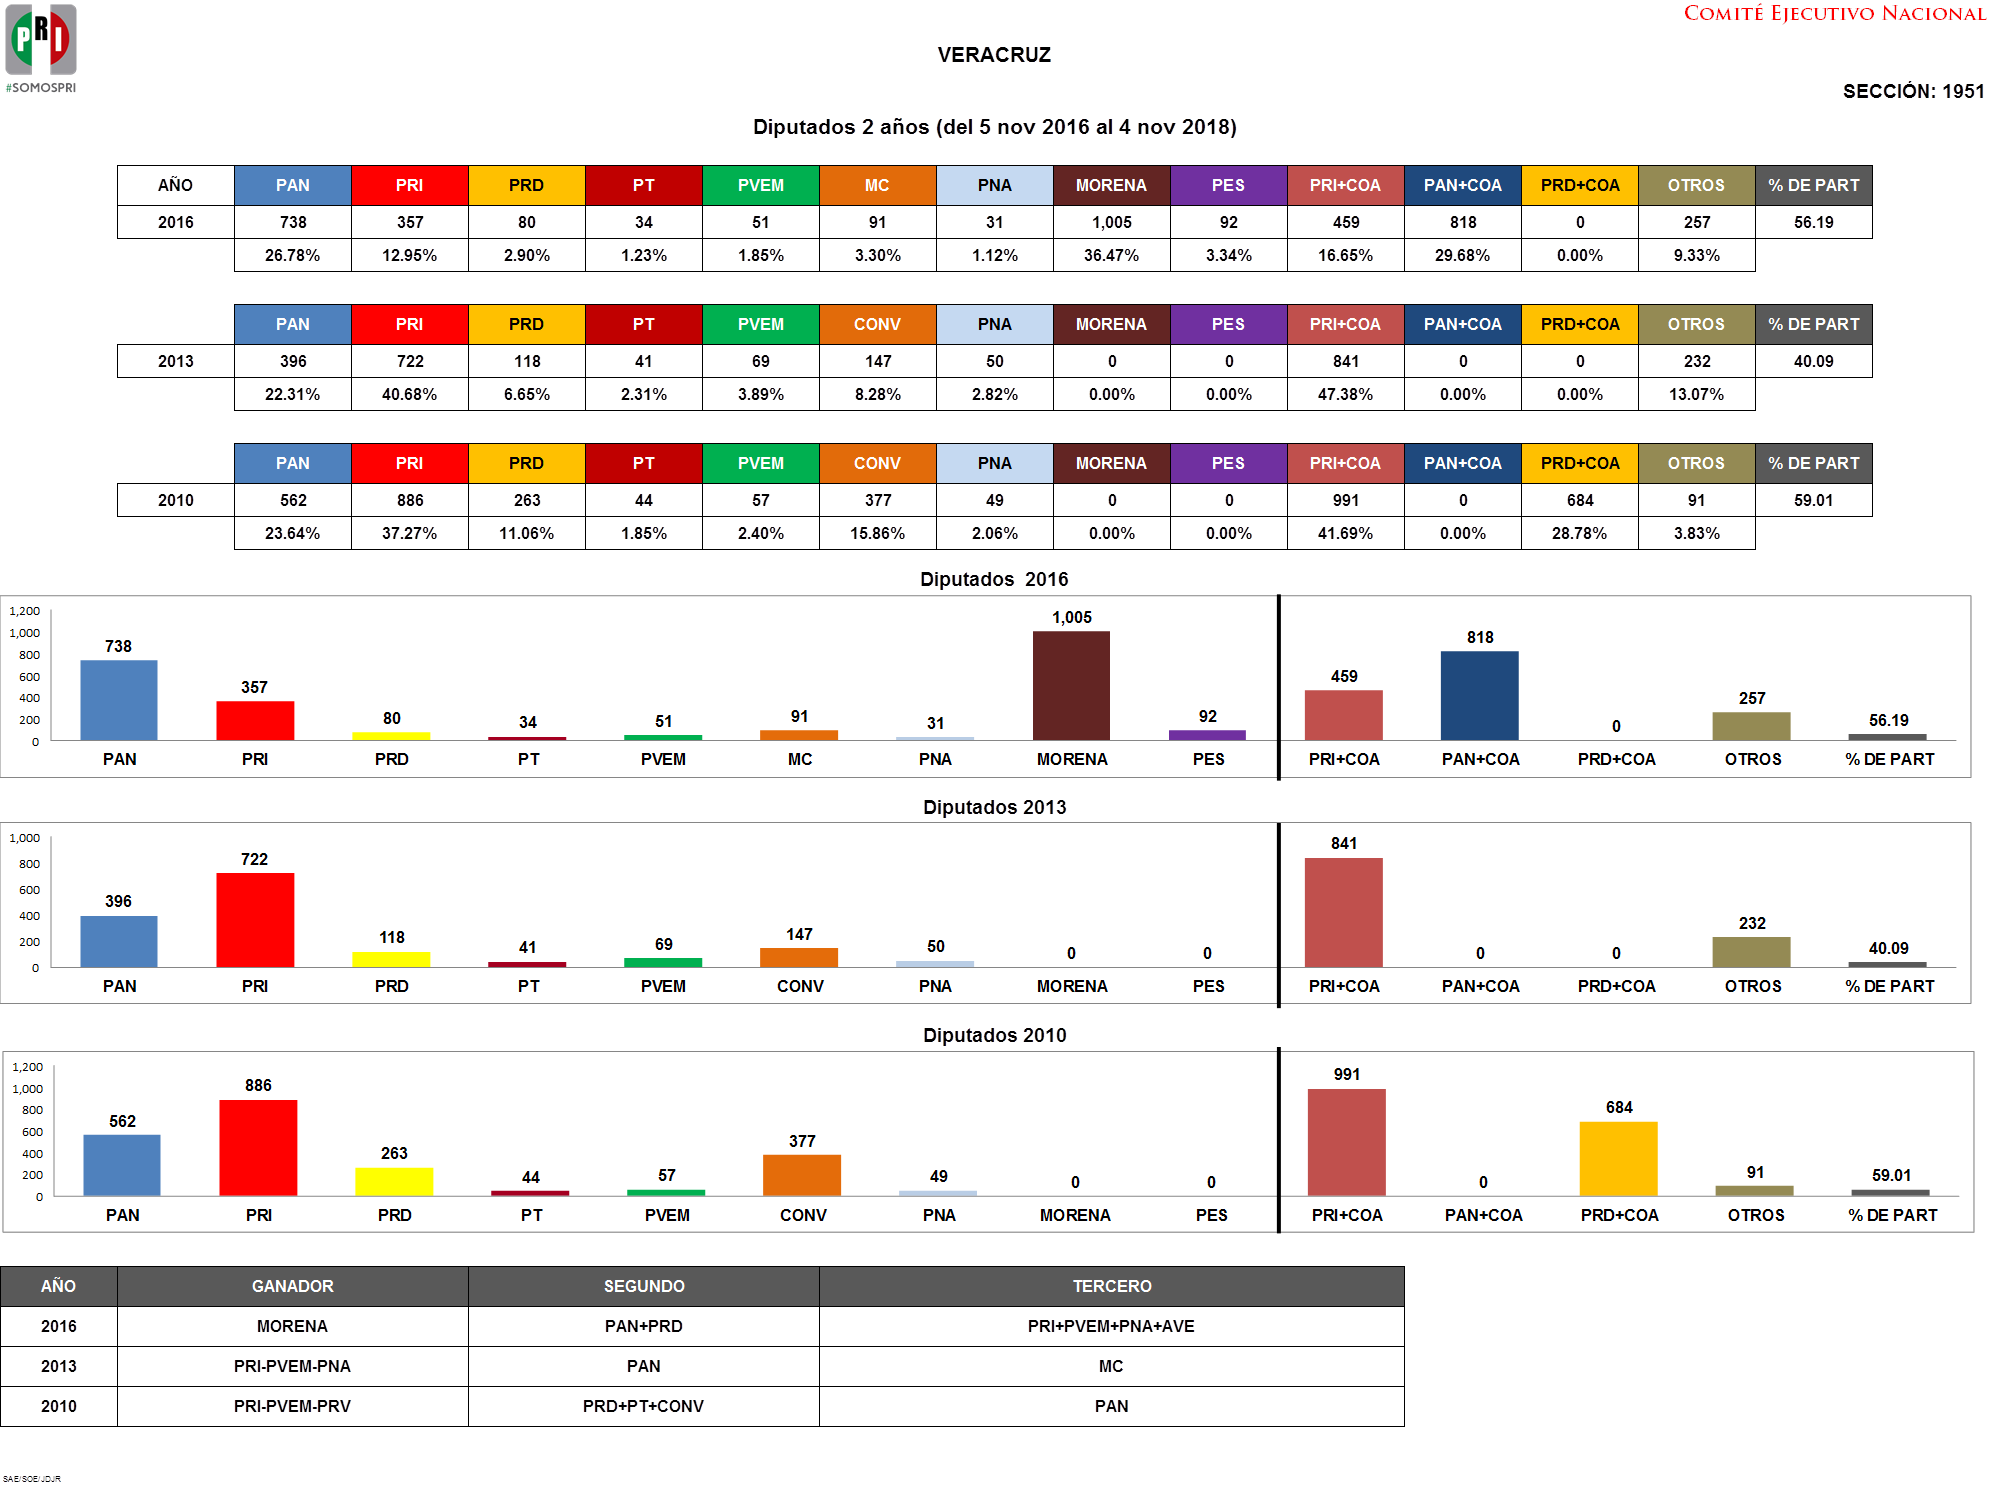 PRI
#SOMOSPRI
COMITÉ EJECUTIVO NACIONAL
VERACRUZ
SECCIÓN: 1951
Diputados 2 años (del 5 nov 2016 al 4 nov 2018)
AÑO PAN PRI PRD PT PVEM MC PNA MORENA PES PRI+COA PAN+COA PRD+COA OTROS % DE PART
2016 738 357 80 34 51 91 31 1,005 92 459 818 0 257 56.19
26.78% 12.95% 2.90% 1.23% 1.85% 3.30% 1.12% 36.47% 3.34% 16.65% 29.68% 0.00% 9.33%
PAN PRI PRD PT PVEM CONV PNA MORENA PES PRI+COA PAN+COA PRD+COA OTROS % DE PART
2013 396 722 118 41 69 147 50 0 0 841 0 0 232 40.09
22.31% 40.68% 6.65% 2.31% 3.89% 8.28% 2.82% 0.00% 0.00% 47.38% 0.00% 0.00% 13.07%
PAN PRI PRD PT PVEM CONV PNA MORENA PES PRI+COA PAN+COA PRD+COA OTROS % DE PART
2010 562 886 263 44 57 377 49 0 0 991 0 684 91 59.01
23.64% 37.27% 11.06% 1.85% 2.40% 15.86% 2.06% 0.00% 0.00% 41.69% 0.00% 28.78% 3.83%
Diputados 2016
1,200
1,000
800
600
400
200
0
738 357 80 34 51 91 31 1,005 92 459 818 0 257 56.19
PAN PRI PRD PT PVEM MC PNA MORENA PES PRI+COA PAN+COA PRD+COA OTROS % DE PART
Diputados 2013
1,000
800
600
400
200
0
396 722 118 41 69 147 50 0 0 841 0 0 232 40.09
PAN PRI PRD PT PVEM CONV PNA MORENA PES PRI+COA PAN+COA PRD+COA OTROS % DE PART
Diputados 2010
1,200
1,000
800
600
400
200
0
562 886 263 44 57 377 49 0 0 991 0 684 91 59.01
PAN PRI PRD PT PVEM CONV PNA MORENA PES PRI+COA PAN+COA PRD+COA OTROS % DE PART
AÑO GANADOR SEGUNDO TERCERO
2016 MORENA PAN+PRD PRI+PVEM+PNA+AVE
2013 PRI-PVEM-PNA PAN MC
2010 PRI-PVEM-PRV PRD+PT+CONV PAN
SAE/SOE/JDJR